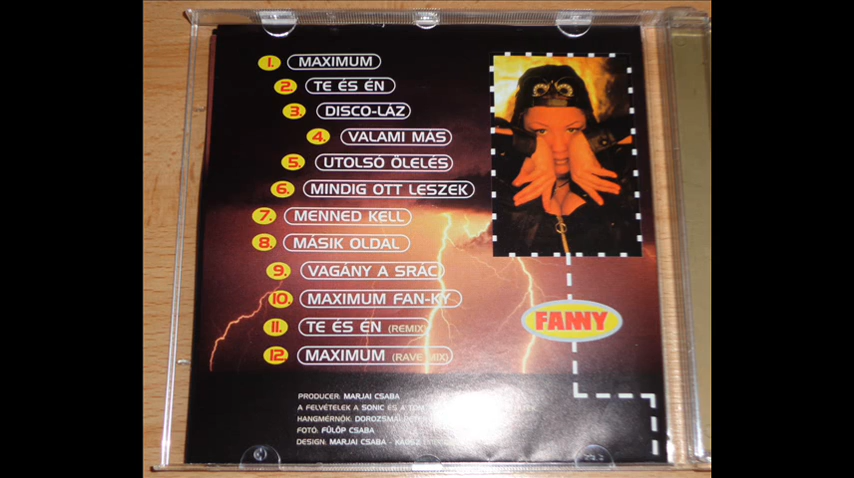 1. MAXIMUM
2. TE ÉS ÉN
3. DISCO-LÁZ
4. VALAMI MÁS
5. UTOLSÓ ÖLELÉS
6. MINDIG OTT LESZEK
7. MENNED KELL
8. MÁSIK OLDAL
9. VAGÁNY A SRÁC
10. MAXIMUM FAN-KY
11. TE ÉS ÉN (REMIX)
12. MAXIMUM (RAVE MIX)
FANNY
PRODUCER: MARJAI CSABA
A FELVÉTELEK A SONIC ÉS A TOM
HANGMÉRNÖK:
FOTÓ: FÜLÖP CSABA
DESIGN: MARJAI CSABA -